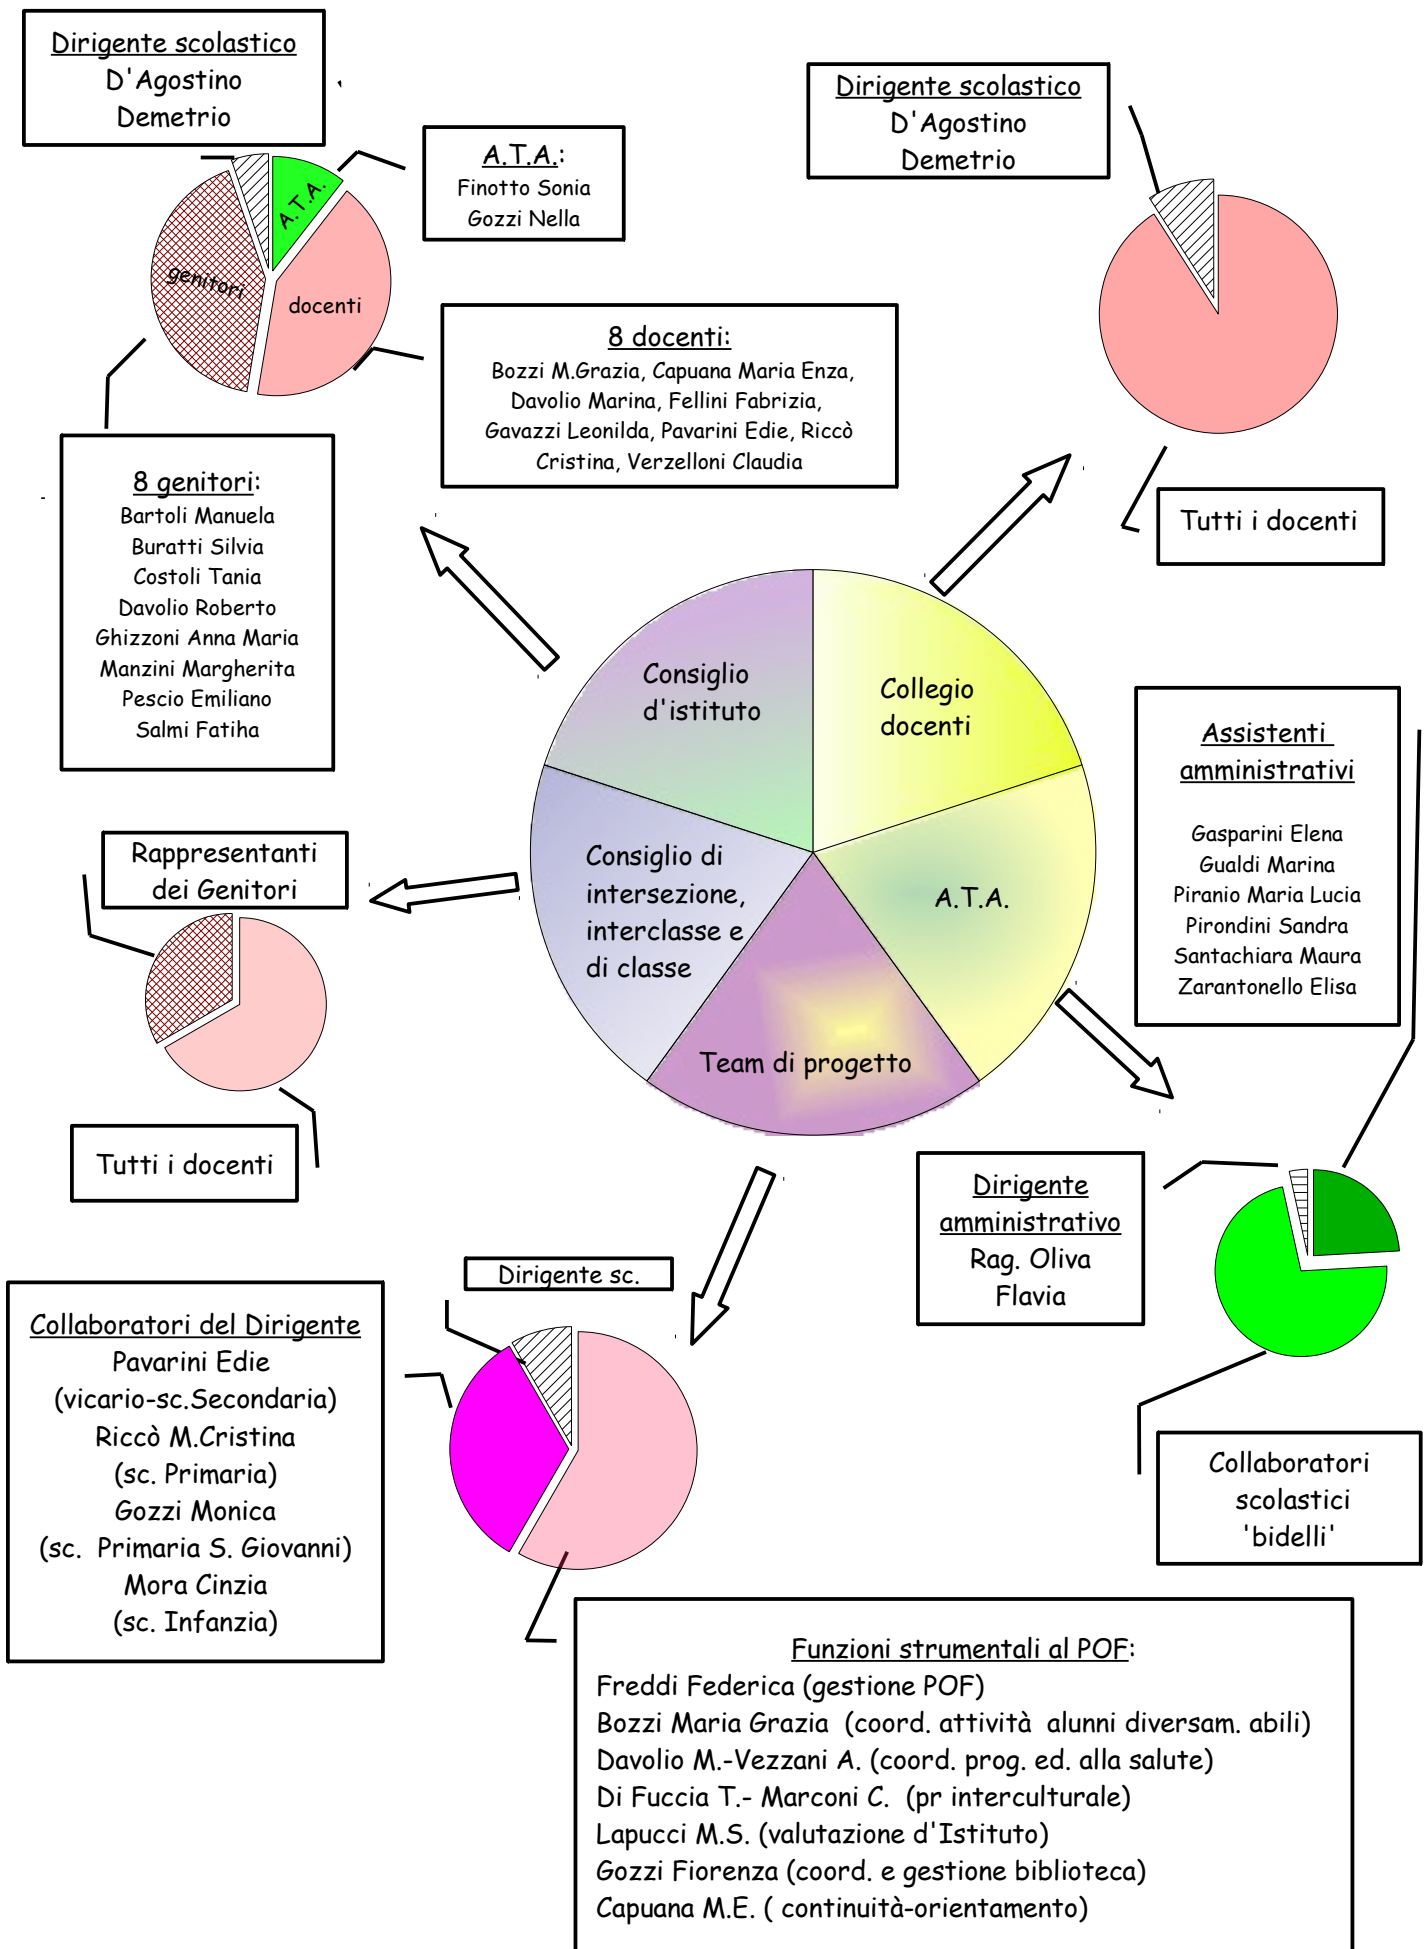 Dirigente scolastico
D'Agostino
Demetrio
Dirigente scolastico
D'Agostino
Demetrio
A.T.A.:
Finotto Sonia
Gozzi Nella
A.T.A.
genitori
docenti
8 docenti:
Bozzi M.Grazia, Capuana Maria Enza,
Davolio Marina, Fellini Fabrizia,
Gavazzi Leonilda, Pavarini Edie, Riccò
Cristina, Verzelloni Claudia
8 genitori:
Bartoli Manuela
Buratti Silvia
Costoli Tania
Davolio Roberto
Ghizzoni Anna Maria
Manzini Margherita
Pescio Emiliano
Salmi Fatiha
Tutti i docenti
Consiglio
d'istituto
Collegio
docenti
Consiglio di
intersezione,
interclasse e
di classe
A.T.A.
Team di progetto
Assistenti
amministrativi
Gasparini Elena
Gualdi Marina
Piranio Maria Lucia
Pirondini Sandra
Santachiara Maura
Zarantonello Elisa
Rappresentanti
dei Genitori
Tutti i docenti
Dirigente
amministrativo
Rag. Oliva
Flavia
Dirigente sc.
Collaboratori del Dirigente
Pavarini Edie
(vicario-sc.Secondaria)
Riccò M.Cristina
(sc. Primaria)
Gozzi Monica
(sc.  Primaria S. Giovanni)
Mora Cinzia
(sc. Infanzia)
Collaboratori
scolastici
'bidelli'
Funzioni strumentali al POF:
Freddi Federica (gestione POF)
Bozzi Maria Grazia  (coord. attività  alunni diversam. abili)
Davolio M.-Vezzani A. (coord. prog. ed. alla salute)
Di Fuccia T.- Marconi C.  (pr interculturale)
Lapucci M.S. (valutazione d'Istituto)
Gozzi Fiorenza (coord. e gestione biblioteca)
Capuana M.E. ( continuità-orientamento)